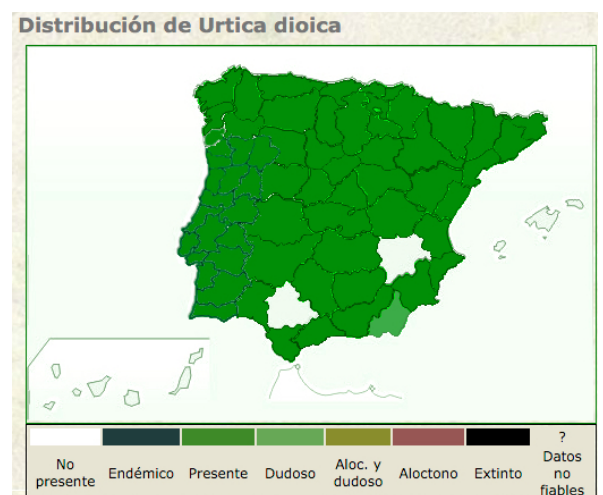 Distribución de Urtica dioica
No presente
Endémico
Presente
Dudoso
Aloc. y dudoso
Aloctono
Extinto
?
Datos no fiables